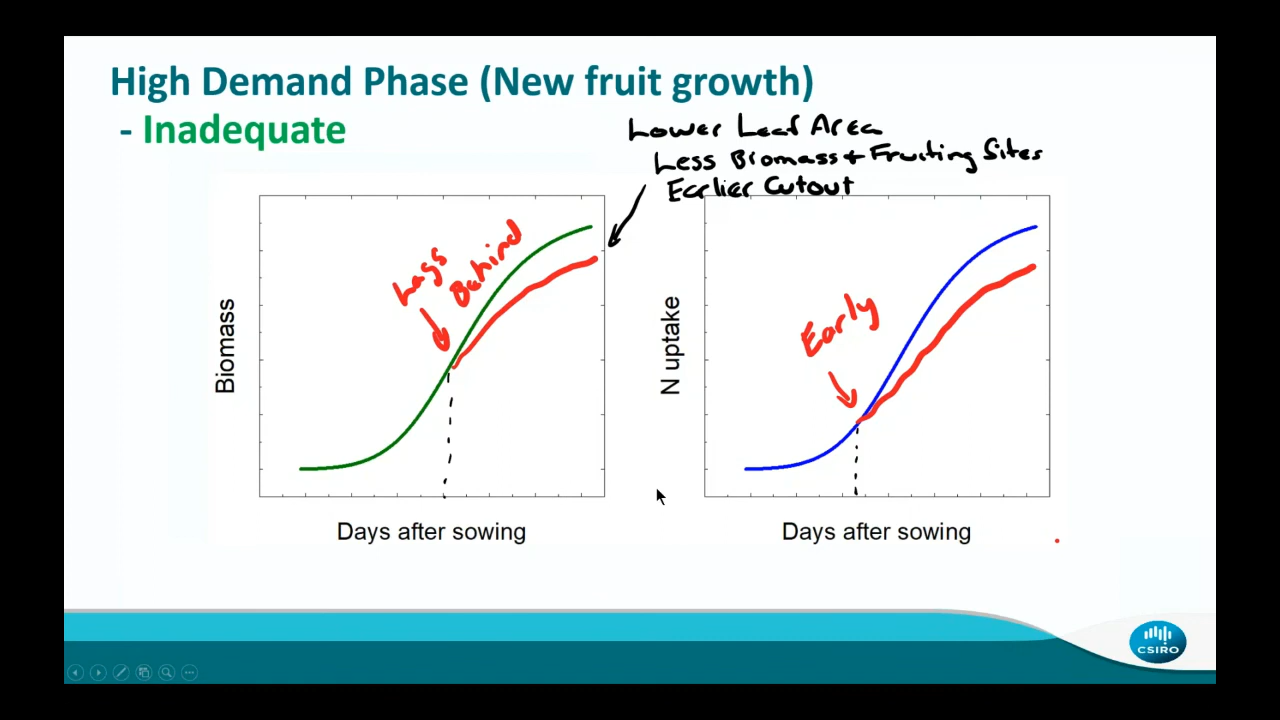 High Demand Phase (New fruit growth)
- Inadequate
Lower Leaf Area
Less Biomass + Fruiting Sites
Earlier Cutout
Lags
Behind
Biomass
Days after sowing
Early
N uptake
Days after sowing
CSIRO